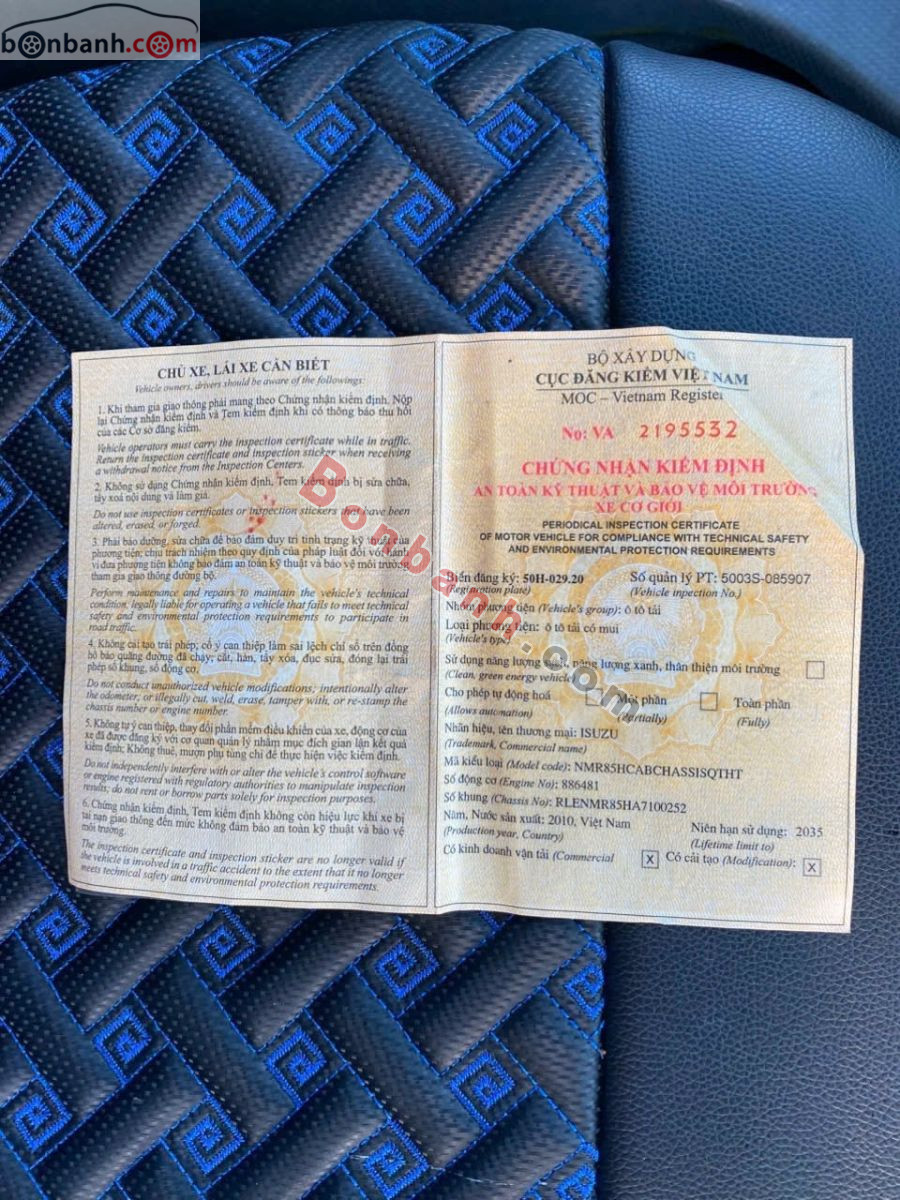 bonbanh.com
CHỦ XE, LÁI XE CẦN BIẾT
Vehicle owners, drivers should be aware of the followings:
1. Khi tham gia giao thông phải mang theo Chứng nhận kiểm định. Nộp
lại Chứng nhận kiểm định và Tem kiểm định khi có thông báo thu hồi
của các Cơ sở đăng kiểm.
Vehicle operators must carry the inspection certificate while in traffic.
Return the inspection certificate and inspection sticker when receiving
a withdrawal notice from the Inspection Centers.
2. Không sử dụng Chứng nhận kiểm định, Tem kiểm định bị sửa chữa,
tẩy xoá nội dung và làm giả.
Do not use inspection certificates or inspection stickers that have been
altered, erased, or forged.
3. Phải bảo dưỡng, sửa chữa để bảo đảm duy trì tình trạng kỹ thuật của
phương tiện; chịu trách nhiệm theo quy định của pháp luật đối với hành
vi đưa phương tiện không bảo đảm an toàn kỹ thuật và bảo vệ môi trường
tham gia giao thông đường bộ.
Perform maintenance and repairs to maintain the vehicle's technical
condition; legally liable for operating a vehicle that fails to meet technical
safety and environmental protection requirements to participate in
road traffic.
4. Không cải tạo trái phép; cố ý can thiệp làm sai lệch chỉ số trên đồng
hồ báo quãng đường đã chạy; cắt, hàn, tẩy xóa, đục sửa, đóng lại trái
phép số khung, số động cơ.
Do not conduct unauthorized vehicle modifications; intentionally alter
the odometer; or illegally cut, weld, erase, tamper with, or re-stamp the
chassis number or engine number.
5. Không tự ý can thiệp, thay đổi phần mềm điều khiển của xe, động cơ của
xe đã được đăng ký với cơ quan quản lý nhằm mục đích gian lận kết quả
kiểm định; Không thuê, mượn phụ tùng chỉ để thực hiện việc kiểm định.
Do not independently interfere with or alter the vehicle's control software
or engine registered with regulatory authorities to manipulate inspection
results; do not rent or borrow parts solely for inspection purposes.
6. Chứng nhận kiểm định, Tem kiểm định không còn hiệu lực khi xe bị
tai nạn giao thông đến mức không đảm bảo an toàn kỹ thuật và bảo vệ
môi trường.
The inspection certificate and inspection sticker are no longer valid if
the vehicle is involved in a traffic accident to the extent that it no longer
meets technical safety and environmental protection requirements.
BỘ XÂY DỰNG
CỤC ĐĂNG KIỂM VIỆT NAM
MOC – Vietnam Register
No: VA 2195532
CHỨNG NHẬN KIỂM ĐỊNH
AN TOÀN KỸ THUẬT VÀ BẢO VỆ MÔI TRƯỜNG
XE CƠ GIỚI
PERIODICAL INSPECTION CERTIFICATE
OF MOTOR VEHICLE FOR COMPLIANCE WITH TECHNICAL SAFETY
AND ENVIRONMENTAL PROTECTION REQUIREMENTS
Biển đăng ký: 50H-029.20 Số quản lý PT: 5003S-085907
(Registration plate) (Vehicle inpection No.)
Nhóm phương tiện (Vehicle's group): ô tô tải
Loại phương tiện: ô tô tải có mui
(Vehicle's type)
Sử dụng năng lượng sạch, năng lượng xanh, thân thiện môi trường
(Clean, green energy vehicle)
Cho phép tự động hoá Một phần Toàn phần
(Allows automation) (Partially) (Fully)
Nhãn hiệu, tên thương mại: ISUZU
(Trademark, Commercial name)
Mã kiểu loại (Model code): NMR85HCABCHASSISQTHT
Số động cơ (Engine No): 886481
Số khung (Chassis No): RLENMR85HA7100252
Năm, Nước sản xuất: 2010, Việt Nam Niên hạn sử dụng: 2035
(Production year, Country) (Lifetime limit to)
Có kinh doanh vận tải (Commercial X Có cải tạo (Modification): X
Bonbanh.com